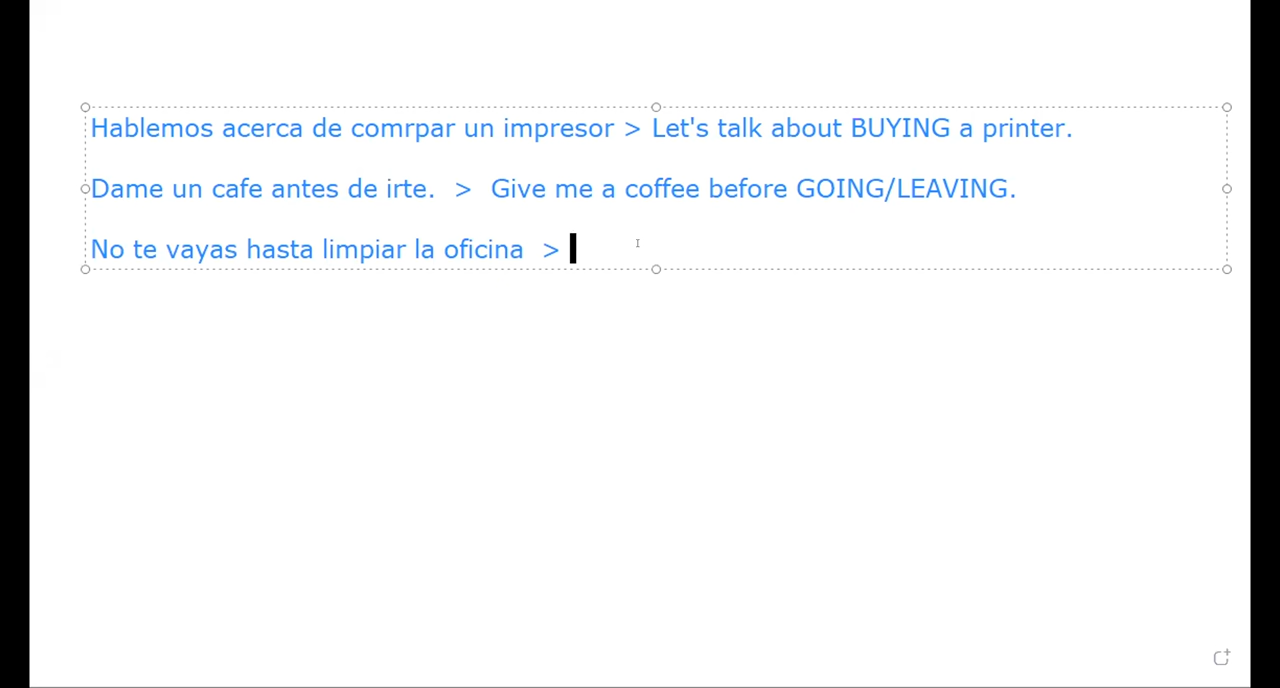 Hablemos acerca de comrpar un impresor > Let's talk about BUYING a printer.
Dame un cafe antes de irte. > Give me a coffee before GOING/LEAVING.
No te vayas hasta limpiar la oficina >